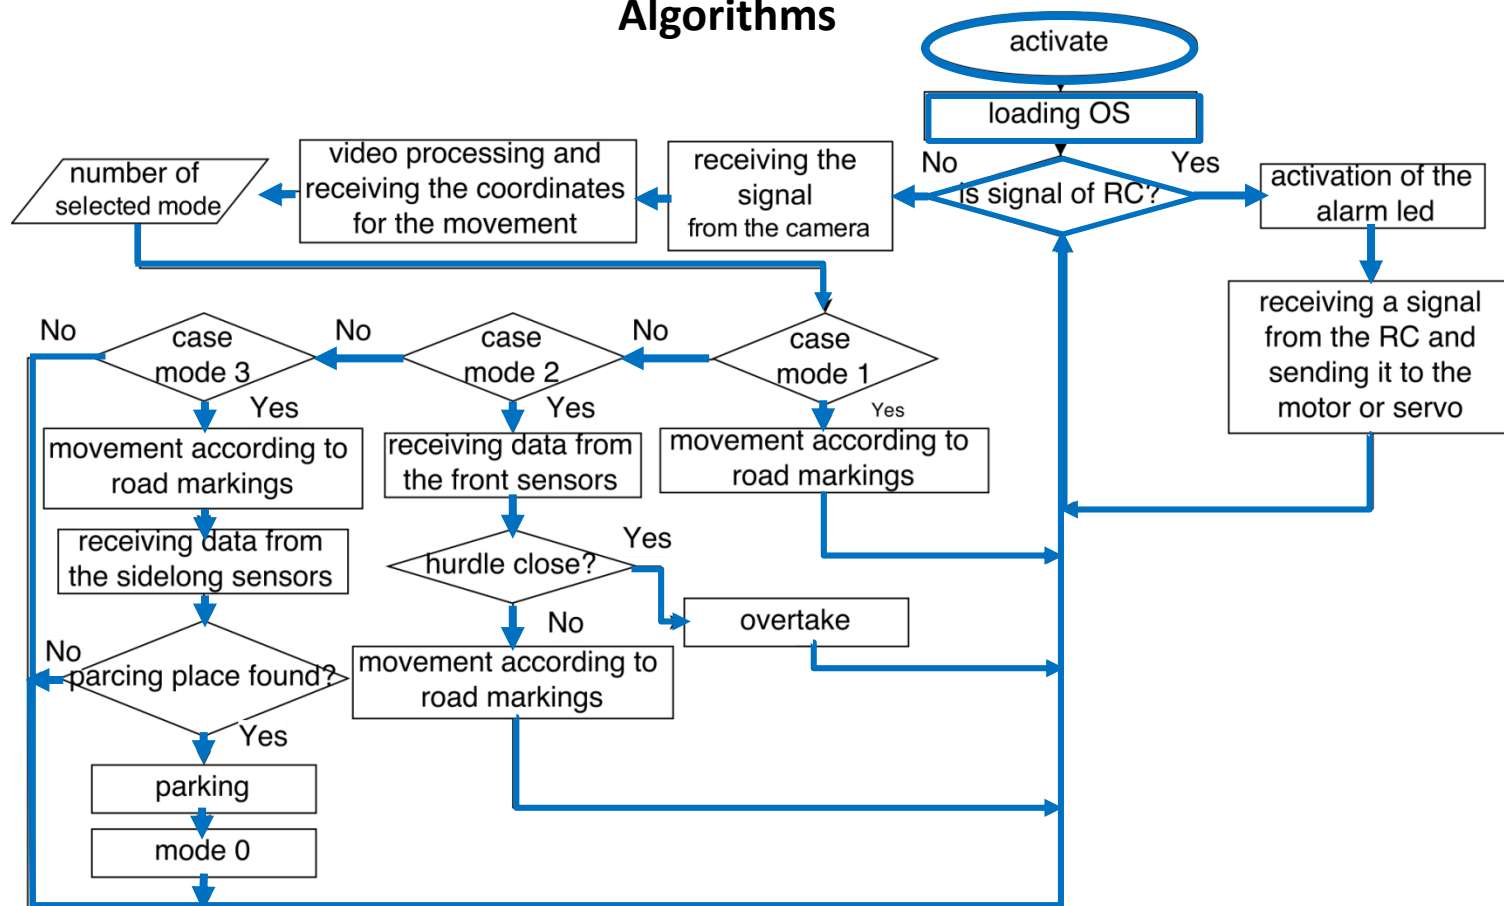 Algorithms
activate
loading OS
No
Yes
is signal of RC?
number of
selected mode
video processing and
receiving the coordinates
for the movement
receiving the
signal
from the camera
activation of the
alarm led
receiving a signal
from the RC and
sending it to the
motor or servo
No
case
mode 3
No
case
mode 2
No
case
mode 1
Yes
Yes
Yes
movement according to
road markings
receiving data from
the front sensors
movement according to
road markings
receiving data from
the sidelong sensors
hurdle close?
Yes
overtake
No
No
parcing place found?
movement according to
road markings
Yes
parking
mode 0